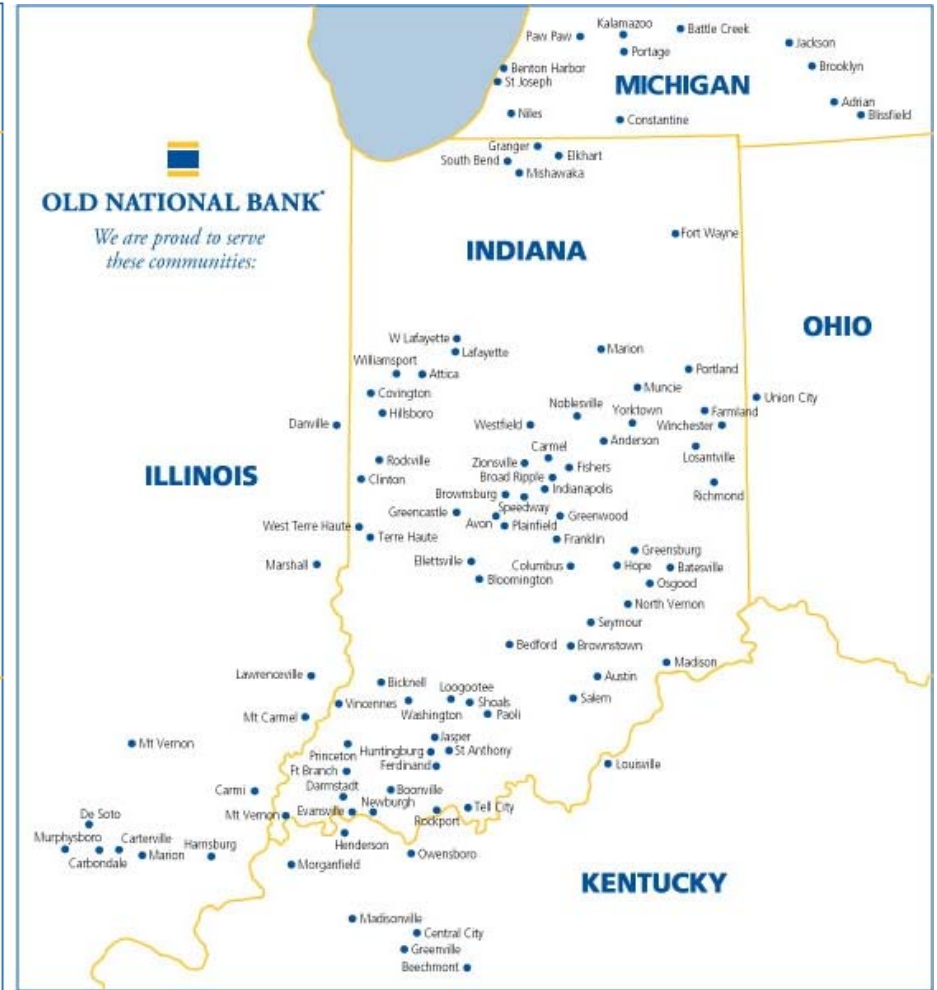 Kalamazoo
Battle Creek
Paw Paw
Jackson
Portage
Brooklyn
Benton Harbor
St Joseph
MICHIGAN
Adrian
Niles
Blissfield
Constantine
Granger
Elkhart
South Bend
Mishawaka
OLD NATIONAL BANK
We are proud to serve
these communities:
Fort Wayne
INDIANA
OHIO
W Lafayette
Lafayette
Marion
Williamsport
Attica
Portland
Muncie
Covington
Union City
Noblesville
Yorktown
Farmland
Hillsboro
Danville
Westfield
Winchester
Anderson
Carmel
Losantville
Rockville
Zionsville
Fishers
ILLINOIS
Clinton
Broad Ripple
Indianapolis
Richmond
Brownsburg
Speedway
Greencastle
Greenwood
Avon
Plainfield
West Terre Haute
Terre Haute
Franklin
Greensburg
Marshall
Ellettsville
Columbus
Hope
Batesville
Bloomington
Osgood
North Vernon
Seymour
Bedford
Brownstown
Madison
Lawrenceville
Bicknell
Austin
Loogootee
Vincennes
Shoals
Salem
Washington
Paoli
Mt Carmel
Jasper
Mt Vernon
Princeton
Huntingburg
St Anthony
Ferdinand
Louisville
Ft Branch
Darmstadt
Boonville
Carmi
Newburgh
Tell City
Mt Vernon
Evansville
Rockport
De Soto
Murphysboro
Carterville
Harrisburg
Henderson
Carbondale
Marion
Owensboro
Morganfield
KENTUCKY
Madisonville
Central City
Greenville
Beechmont